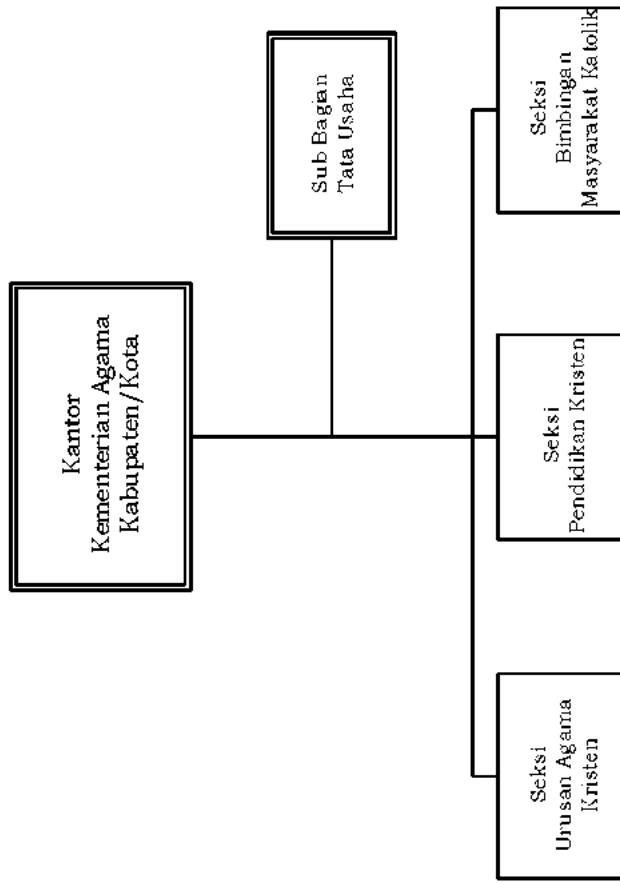 Kantor
Kementerian Agama
Kabupaten/Kota
Sub Bagian
Tata Usaha
Seksi
Urusan Agama
Kristen
Seksi
Pendidikan Kristen
Seksi
Bimbingan
Masyarakat Katolik